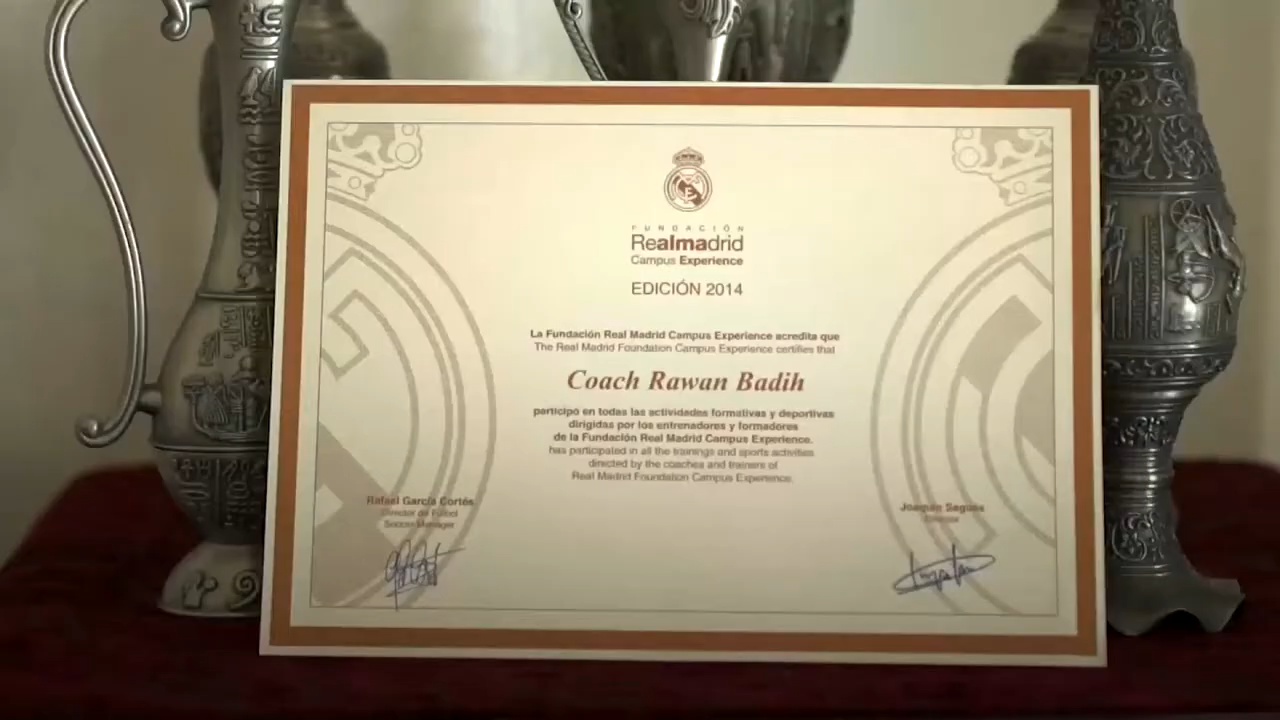 FUNDACIÓN
Realmadrid
Campus Experience
EDICIÓN 2014
La Fundación Real Madrid Campus Experience acredita que
The Real Madrid Foundation Campus Experience certifies that
Coach Rawan Badih
participó en todas las actividades formativas y deportivas
dirigidas por los entrenadores y formadores
de la Fundación Real Madrid Campus Experience.
has participated in all the trainings and sports activities
directed by the coaches and trainers of
Real Madrid Foundation Campus Experience.
Rafael García Cortés
Director de Fútbol
Soccer Manager
Joaquín Sagues
Director